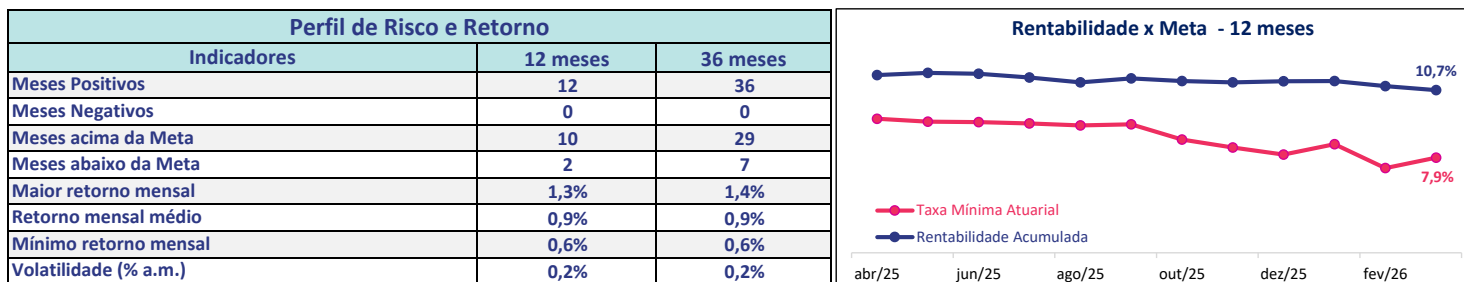 Perfil de Risco e Retorno
Indicadores 12 meses 36 meses
Meses Positivos 12 36
Meses Negativos 0 0
Meses acima da Meta 10 29
Meses abaixo da Meta 2 7
Maior retorno mensal 1,3% 1,4%
Retorno mensal médio 0,9% 0,9%
Mínimo retorno mensal 0,6% 0,6%
Volatilidade (% a.m.) 0,2% 0,2%
Rentabilidade x Meta - 12 meses
10,7%
7,9%
Taxa Mínima Atuarial
Rentabilidade Acumulada
abr/25 jun/25 ago/25 out/25 dez/25 fev/26